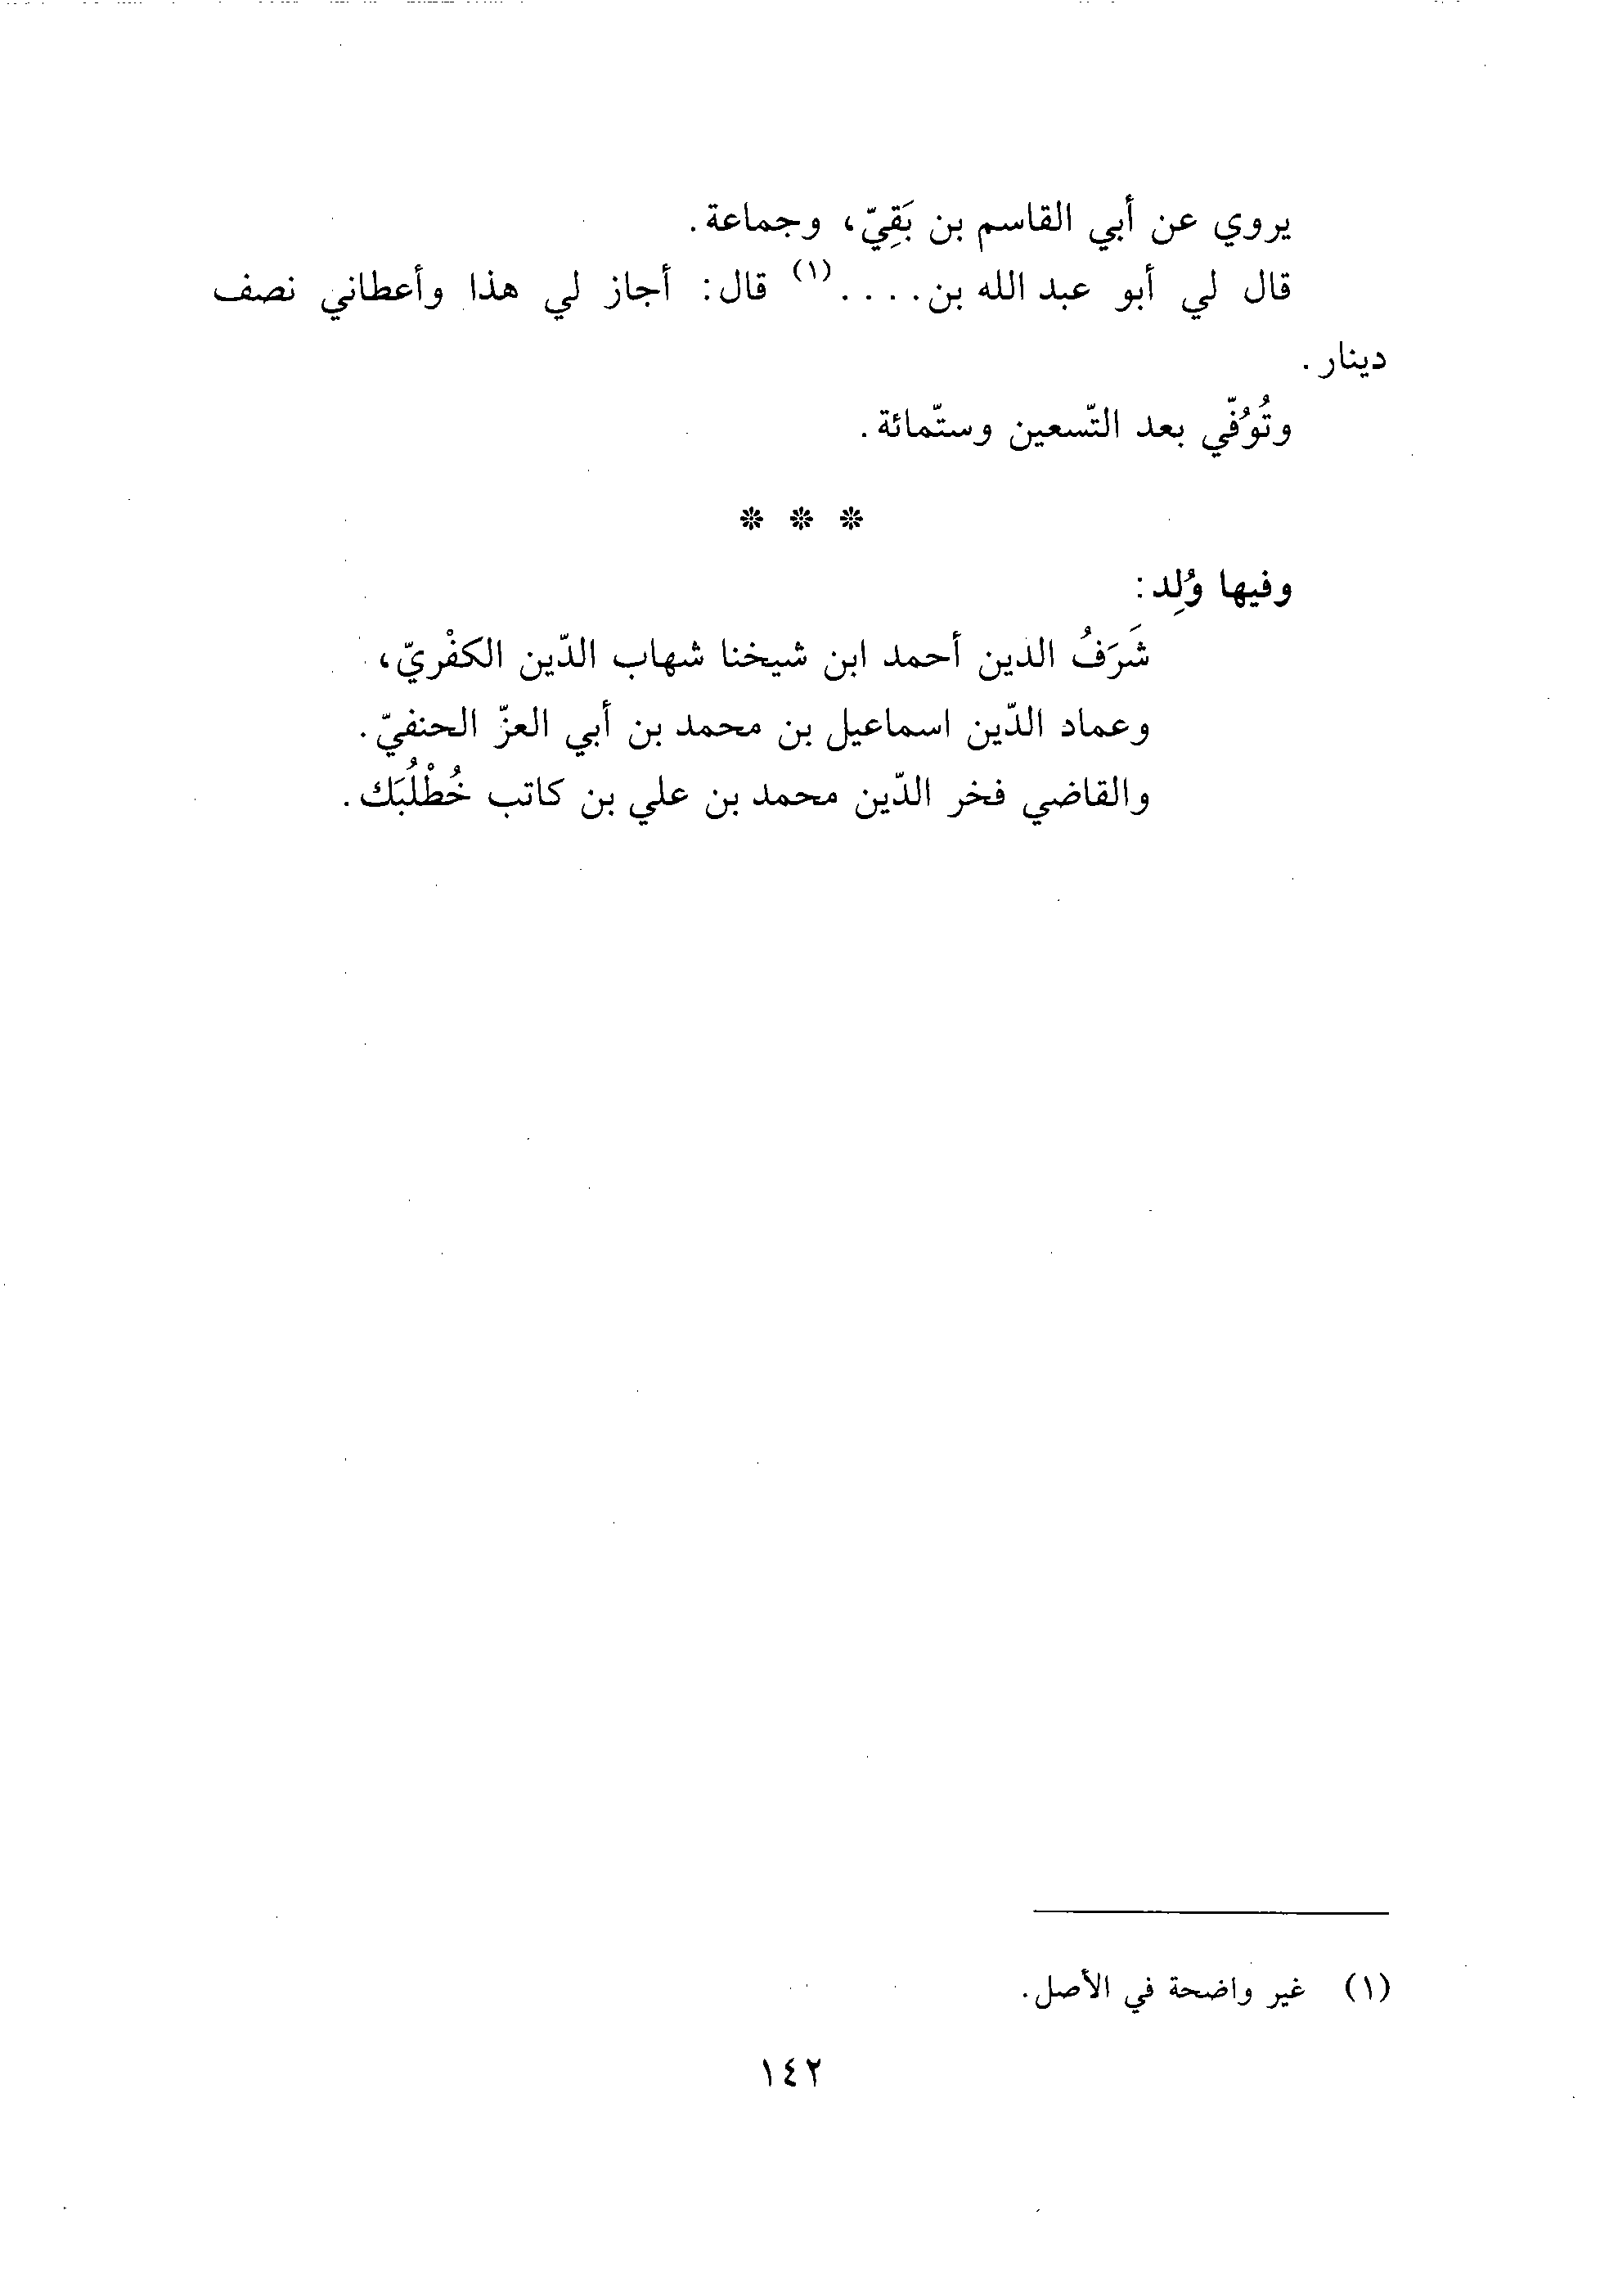 يروي عن أبي القاسم بن بَقِيّ، وجماعة.
قال لي أبو عبد الله بن....(١) قال: أجاز لي هذا وأعطاني نصف
دينار.
وتُوُفّي بعد التّسعين وستّمائة.
* * *
وفيها وُلِد:
شَرَفُ الدين أحمد ابن شيخنا شهاب الدّين الكفْريّ،
وعماد الدّين اسماعيل بن محمد بن أبي العزّ الحنفيّ.
والقاضي فخر الدّين محمد بن علي بن كاتب خُطْلُبَك.
(١) غير واضحة في الأصل.
١٤٢